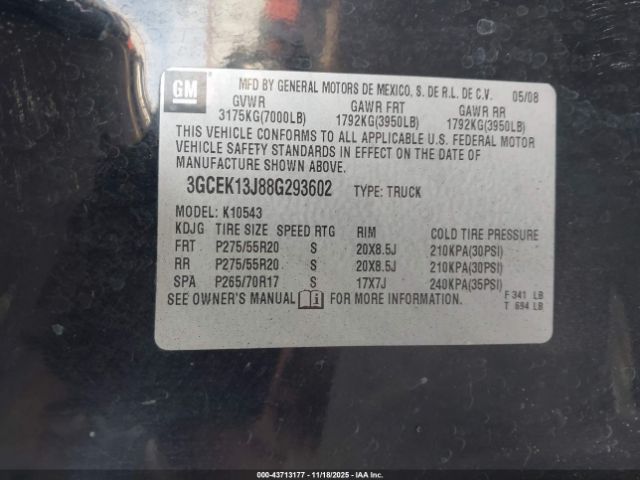 GM
MFD BY GENERAL MOTORS DE MEXICO, S. DE R.L. DE C.V. 05/08
GVWR GAWR FRT GAWR RR
3175KG(7000LB) 1792KG(3950LB) 1792KG(3950LB)
THIS VEHICLE CONFORMS TO ALL APPLICABLE U.S. FEDERAL MOTOR
VEHICLE SAFETY STANDARDS IN EFFECT ON THE DATE OF
MANUFACTURE SHOWN ABOVE.
3GCEK13J88G293602 TYPE: TRUCK
MODEL: K10543
KDJG TIRE SIZE SPEED RTG RIM COLD TIRE PRESSURE
FRT P275/55R20 S 20X8.5J 210KPA(30PSI)
RR P275/55R20 S 20X8.5J 210KPA(30PSI)
SPA P265/70R17 S 17X7J 240KPA(35PSI)
SEE OWNER'S MANUAL FOR MORE INFORMATION.
F 341 LB
T 694 LB
000-43713177 - 11/18/2025 - IAAI.COM